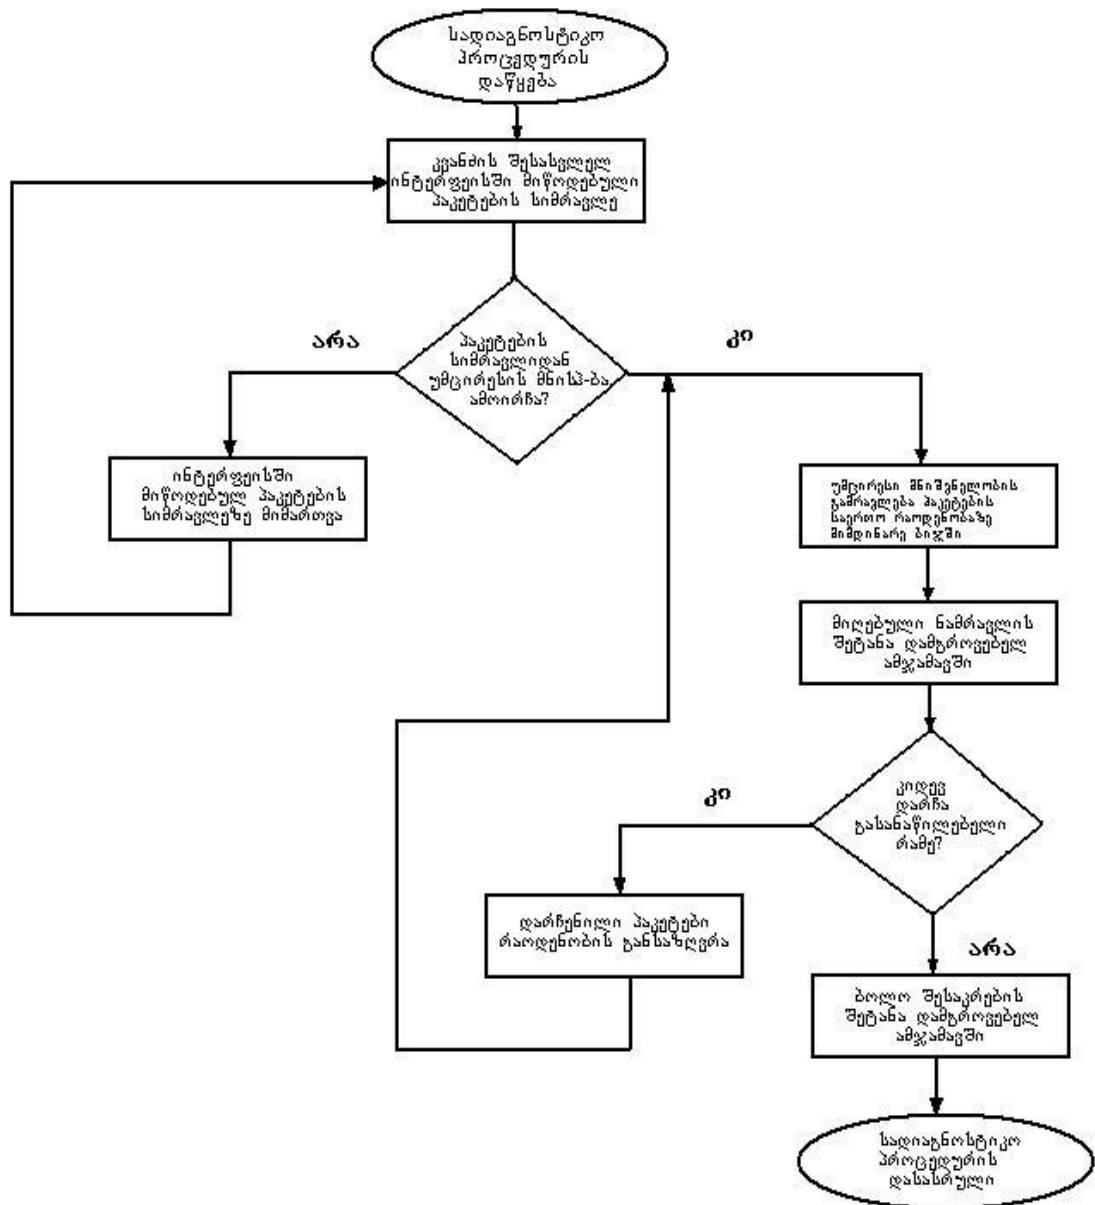 სადიაგნოსტიკო
პროცედურის
დაწყება
კვანძის შესასვლელ
ინტერფეისში მიწოდებული
პაკეტების სიმრავლე
არა
კი
პაკეტების
სიმრავლიდან
უმცირესის მნისჰ-ბა
ამოირჩა?
ინტერფეისში
მიწოდებულ პაკეტების
სიმრავლეზე მიმართვა
უმცირესი მნიშვნელობის
გამრავლება პაკეტების
საერთო რაოდენობაზე
მიმდინარე ბიჯში
მიღებული ნამრავლის
შეტანა დამგროვებელ
ამჯამავში
კიდევ
დარჩა
გასანაწილებელი
რამე?
კი
დარჩენილი პაკეტები
რაოდენობის განსაზღვრა
არა
ბოლო შესაკრების
შეტანა დამგროვებელ
ამჯამავში
სადიაგნოსტიკო
პროცედურის
დასასრული